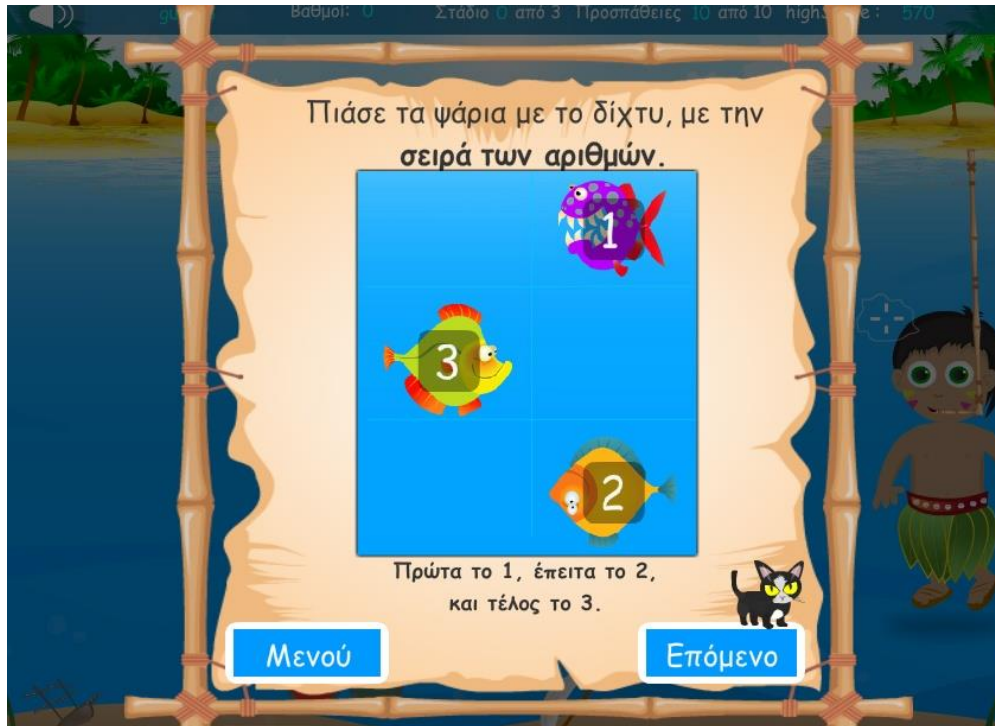 Βαθμοί: 0 Στάδιο 0 από 3 Προσπάθειες 10 από 10 : 570
Πιάσε τα ψάρια με το δίχτυ, με την
σειρά των αριθμών.
1
3
2
Πρώτα το 1, έπειτα το 2,
και τέλος το 3.
Μενού
Επόμενο